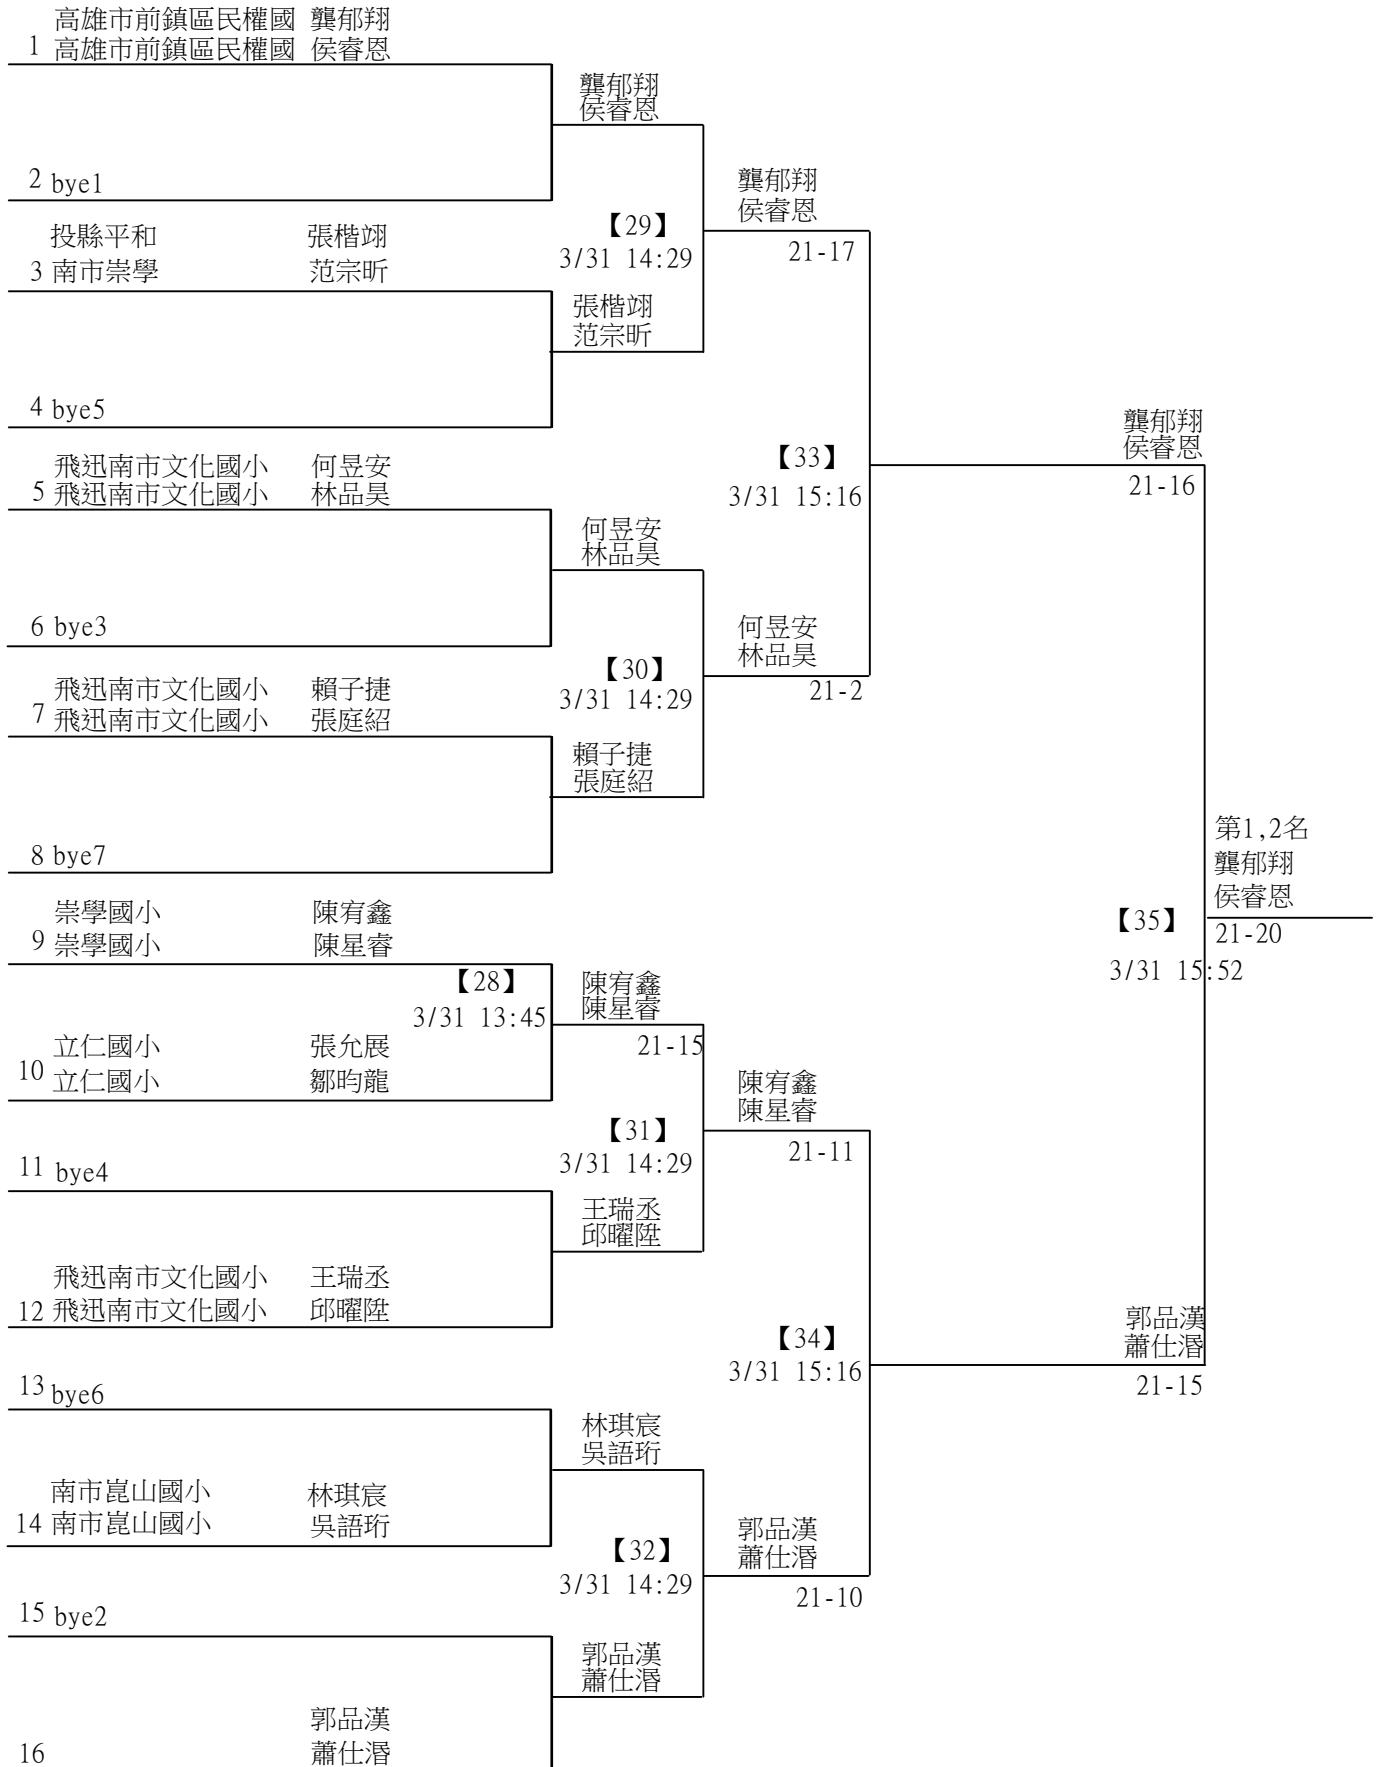 高雄市前鎮區民權國 龔郁翔
1 高雄市前鎮區民權國 侯睿恩
龔郁翔
侯睿恩
2 bye1
龔郁翔
侯睿恩
【29】
21-17
3/31 14:29
投縣平和 張楷翊
3 南市崇學 范宗昕
張楷翊
范宗昕
4 bye5
龔郁翔
侯睿恩
21-16
【33】
3/31 15:16
飛迅南市文化國小 何昱安
5 飛迅南市文化國小 林品昊
何昱安
林品昊
6 bye3
何昱安
林品昊
21-2
【30】
3/31 14:29
飛迅南市文化國小 賴子捷
7 飛迅南市文化國小 張庭紹
賴子捷
張庭紹
8 bye7
第1,2名
龔郁翔
侯睿恩
21-20
【35】
3/31 15:52
崇學國小 陳宥鑫
9 崇學國小 陳星睿
【28】
3/31 13:45
陳宥鑫
陳星睿
21-15
立仁國小 張允展
10 立仁國小 鄒昀龍
陳宥鑫
陳星睿
21-11
【31】
3/31 14:29
11 bye4
王瑞丞
邱曜陞
飛迅南市文化國小 王瑞丞
12 飛迅南市文化國小 邱曜陞
【34】
3/31 15:16
郭品漢
蕭仕湣
21-15
13 bye6
林琪宸
吳語珩
南市崑山國小 林琪宸
14 南市崑山國小 吳語珩
郭品漢
蕭仕湣
21-10
【32】
3/31 14:29
15 bye2
郭品漢
蕭仕湣
郭品漢
16 蕭仕湣